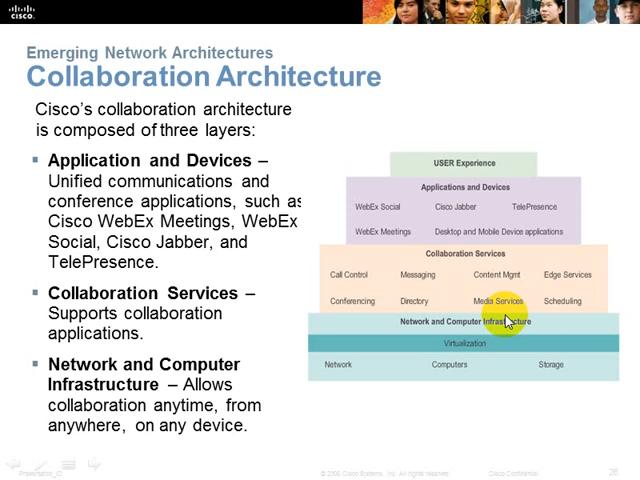 CISCO
Emerging Network Architectures
Collaboration Architecture
Cisco's collaboration architecture
is composed of three layers:
Application and Devices –
Unified communications and
conference applications, such as
Cisco WebEx Meetings, WebEx
Social, Cisco Jabber, and
TelePresence.
Collaboration Services –
Supports collaboration
applications.
Network and Computer
Infrastructure – Allows
collaboration anytime, from
anywhere, on any device.
USER Experience
Applications and Devices
WebEx Social Cisco Jabber TelePresence
WebEx Meetings Desktop and Mobile Device applications
Collaboration Services
Call Control Messaging Content Mgmt Edge Services
Conferencing Directory Media Services Scheduling
Network and Computer Infrastructure
Virtualization
Network Computers Storage
Presentation_ID © 2008 Cisco Systems, Inc. All rights reserved. Cisco Confidential 26